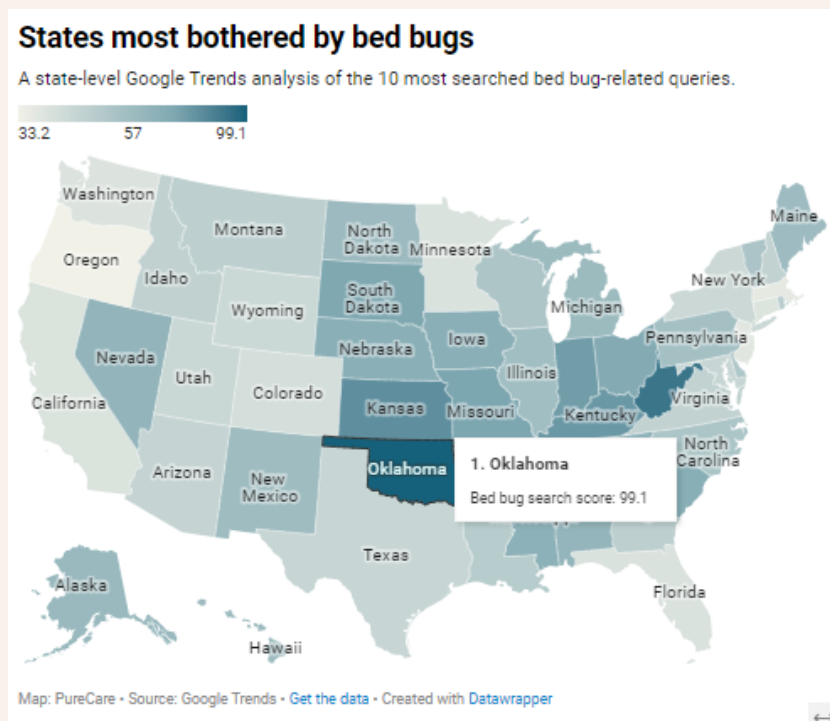 States most bothered by bed bugs
A state-level Google Trends analysis of the 10 most searched bed bug-related queries.
33.2 57 99.1
Washington
Montana
North
Dakota
Minnesota
Maine
Oregon
Idaho
South
Dakota
Wyoming
Michigan
New York
Nevada
Nebraska
Iowa
Pennsylvania
Utah
Colorado
Illinois
California
Kansas
Missouri
Kentucky
Virginia
Arizona
New
Mexico
Oklahoma
North
Carolina
1. Oklahoma
Bed bug search score: 99.1
Texas
Alaska
Hawaii
Florida
Map: PureCare • Source: Google Trends • Get the data • Created with Datawrapper